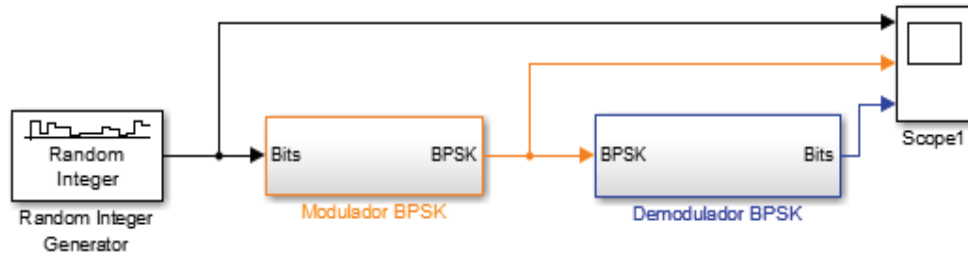 Random
Integer
Random Integer
Generator
Bits
BPSK
Modulador BPSK
BPSK
Bits
Demodulador BPSK
Scope1